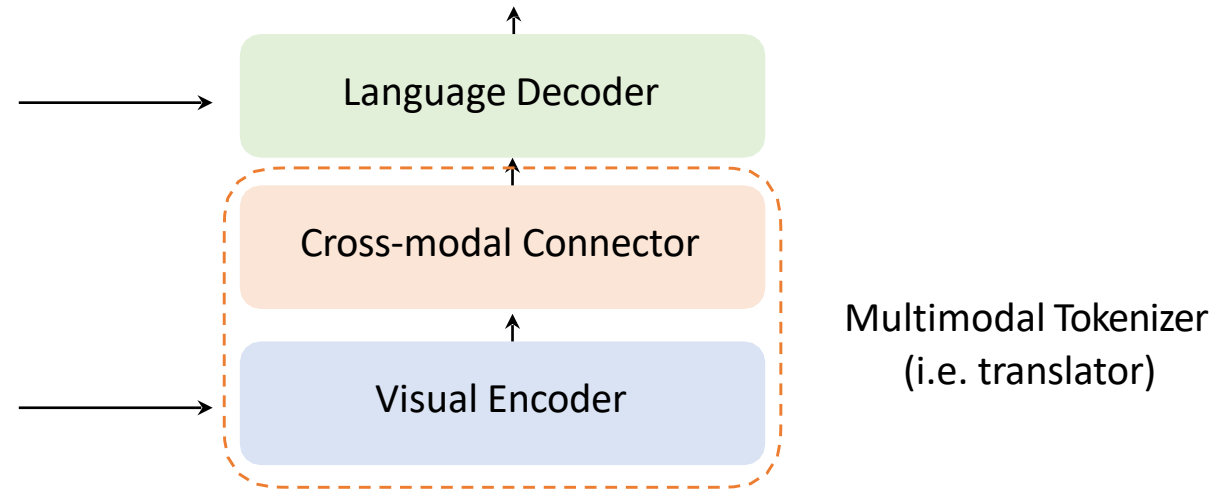 Language Decoder
Cross-modal Connector
Visual Encoder
Multimodal Tokenizer
(i.e. translator)